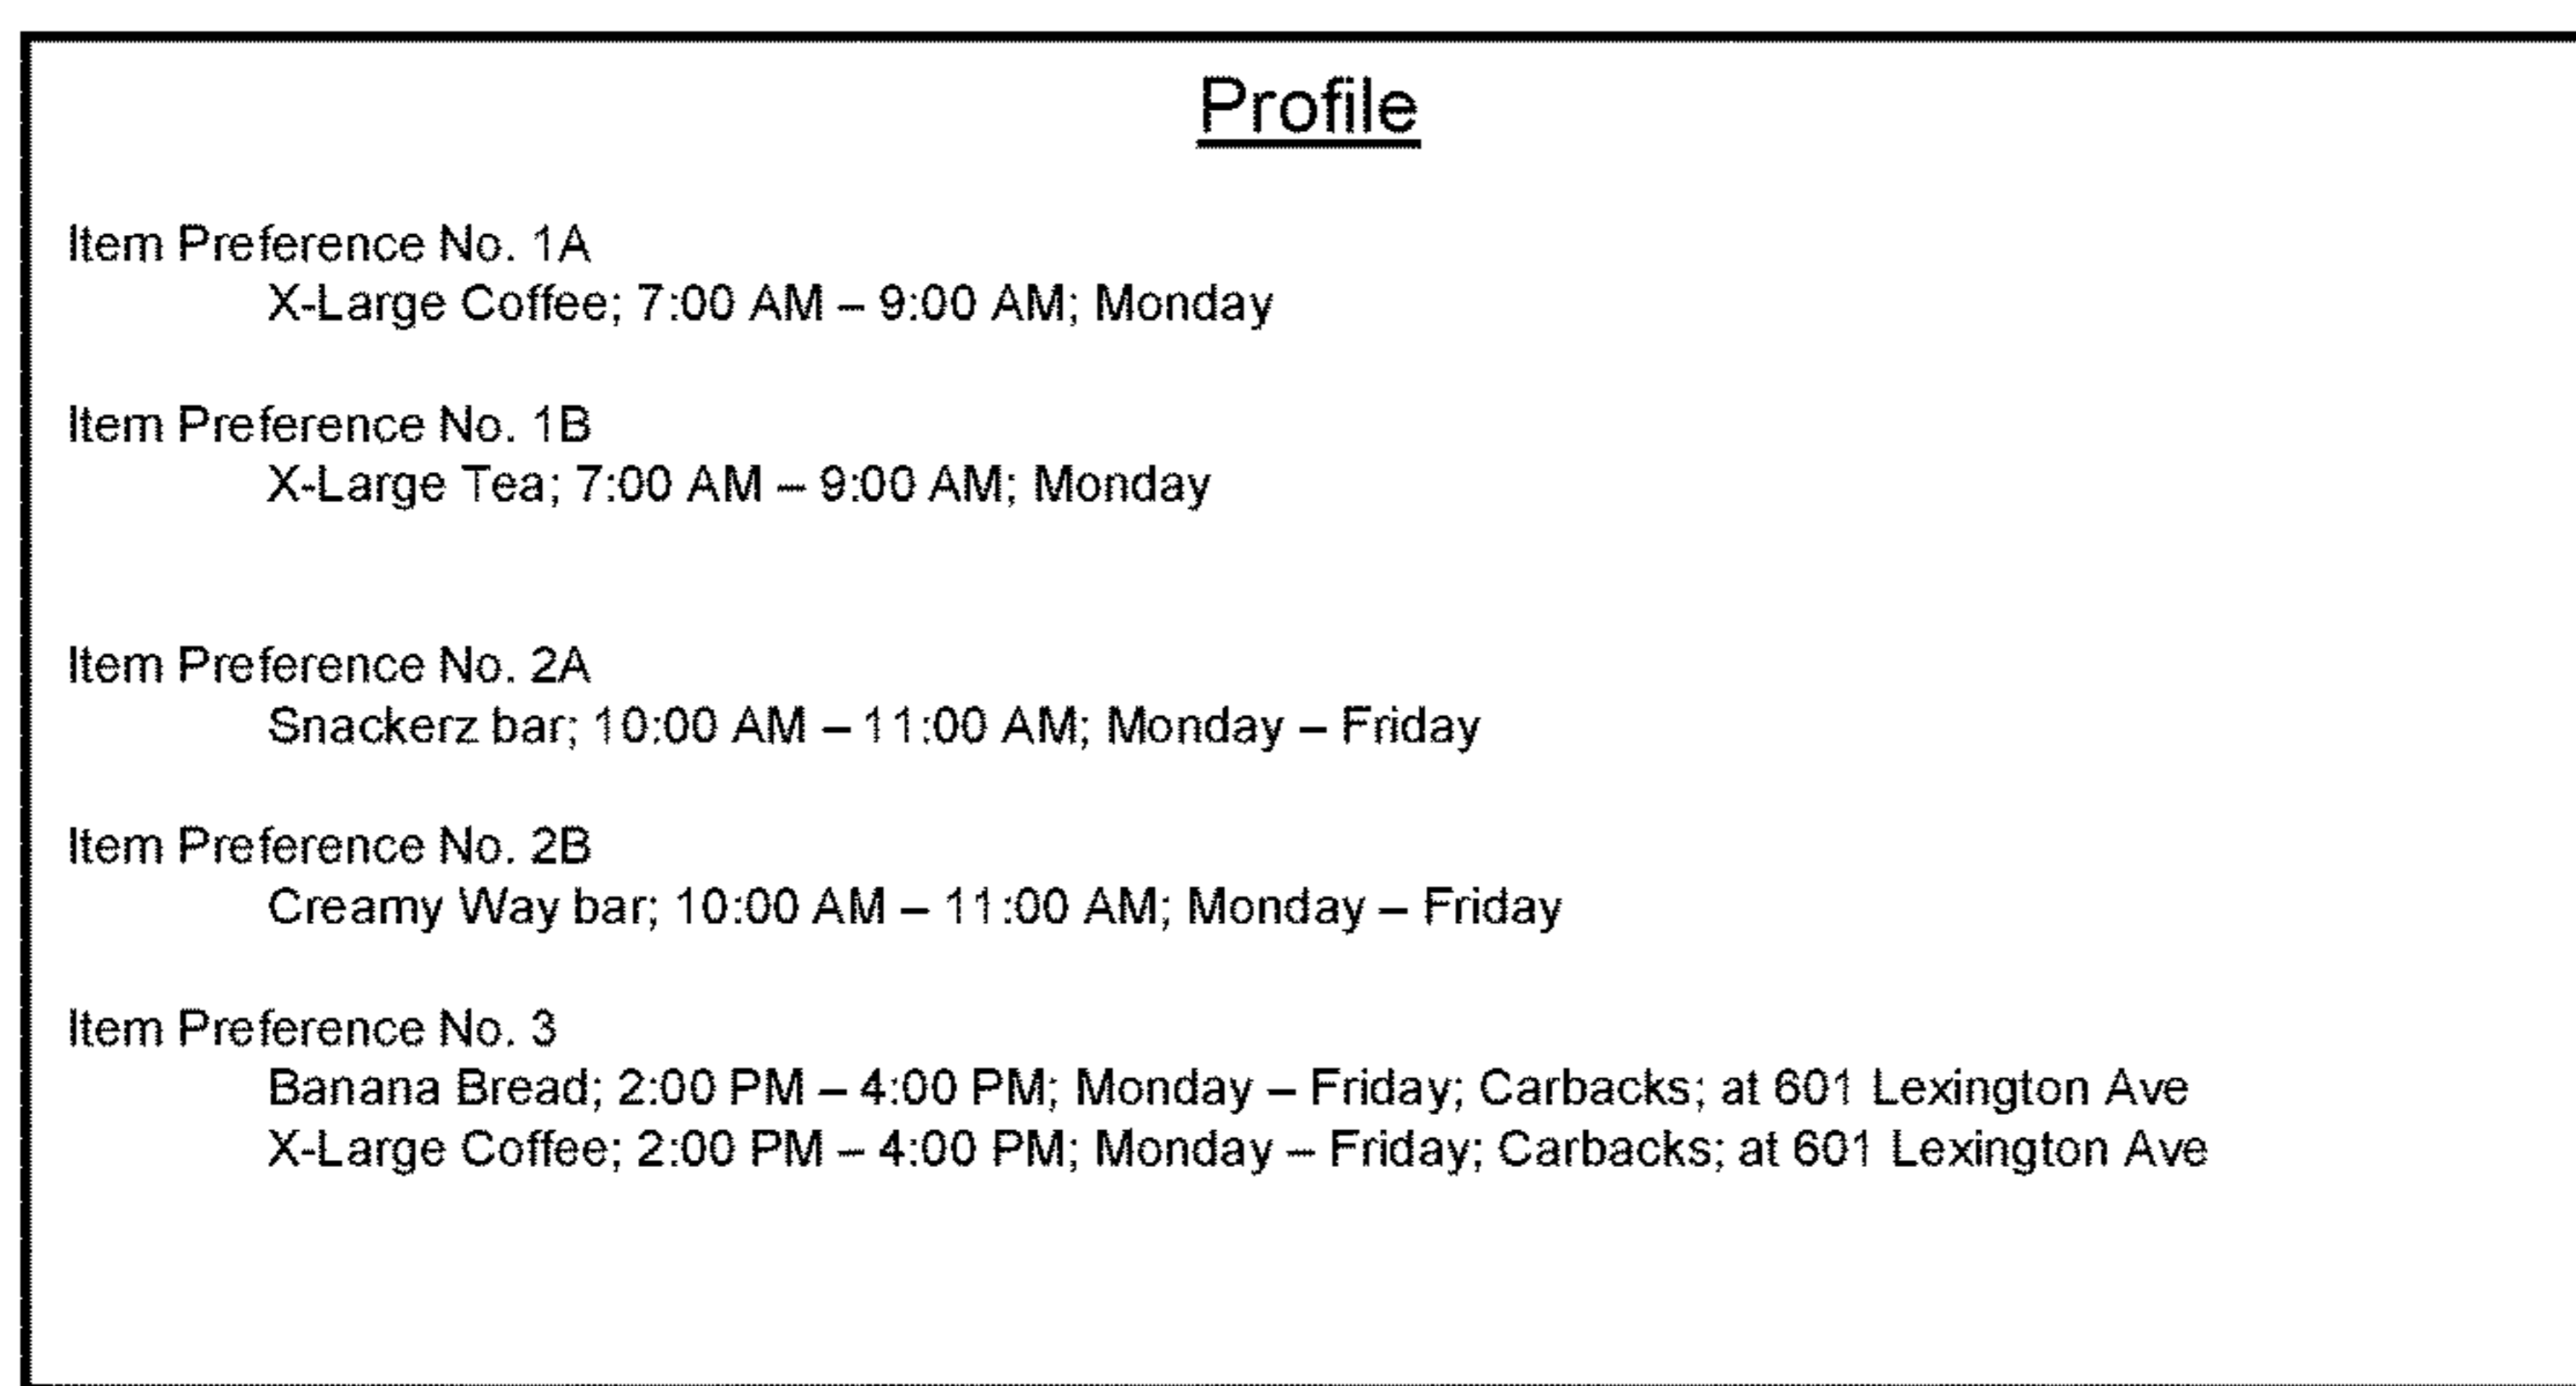 Profile
Item Preference No. 1A
X-Large Coffee; 7:00 AM – 9:00 AM; Monday
Item Preference No. 1B
X-Large Tea; 7:00 AM – 9:00 AM; Monday
Item Preference No. 2A
Snackerz bar; 10:00 AM – 11:00 AM; Monday – Friday
Item Preference No. 2B
Creamy Way bar; 10:00 AM – 11:00 AM; Monday – Friday
Item Preference No. 3
Banana Bread; 2:00 PM – 4:00 PM; Monday – Friday; Carbacks; at 601 Lexington Ave
X-Large Coffee; 2:00 PM – 4:00 PM; Monday – Friday; Carbacks; at 601 Lexington Ave